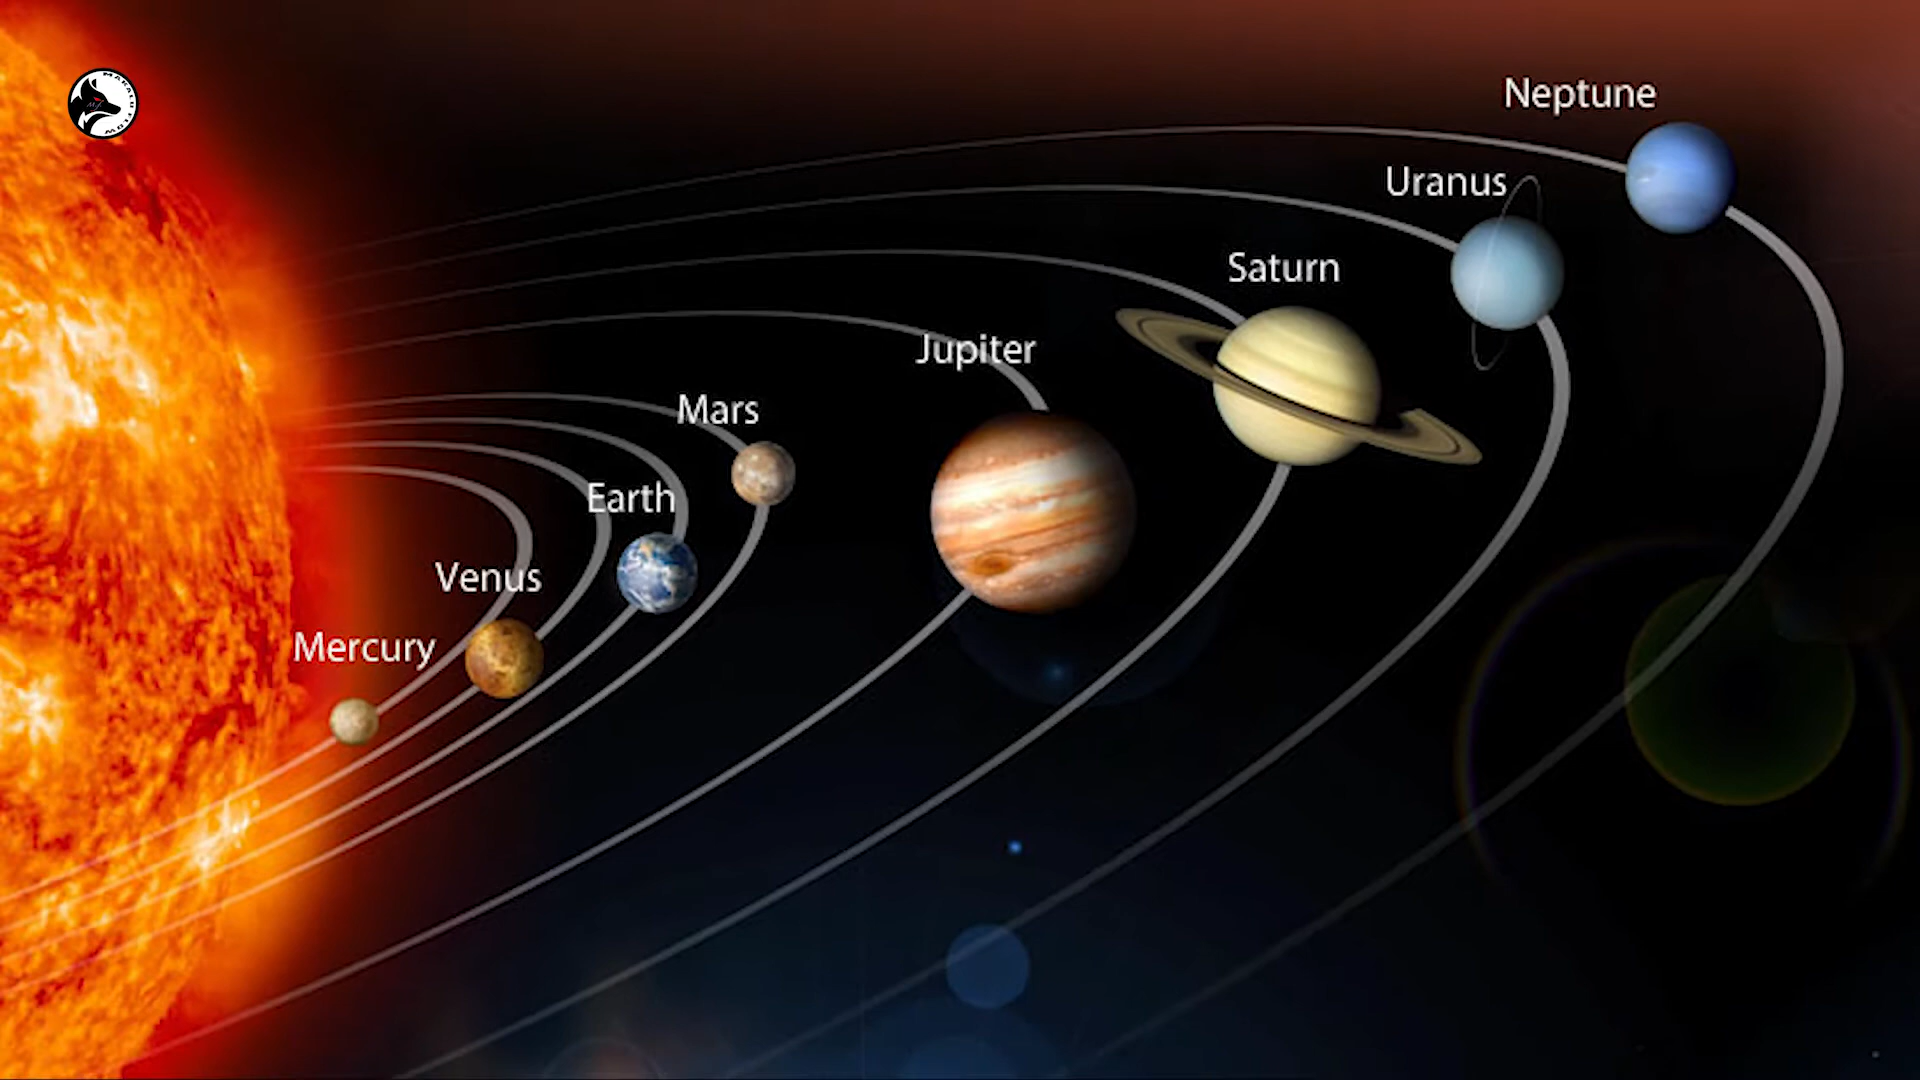 Neptune
Uranus
Saturn
Jupiter
Mars
Earth
Venus
Mercury